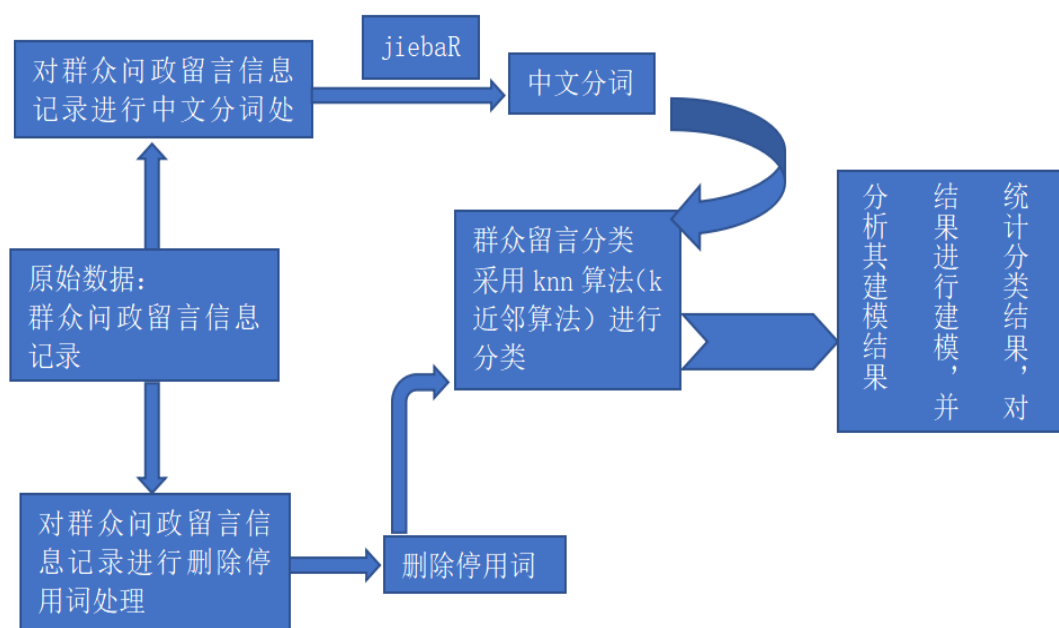 jiebaR
对群众问政留言信息
记录进行中文分词处
中文分词
原始数据：
群众问政留言信息
记录
群众留言分类
采用 knn 算法(k
近邻算法）进行
分类
统计分类结果，对
结果进行建模，并
分析其建模结果
对群众问政留言信
息记录进行删除停
用词处理
删除停用词